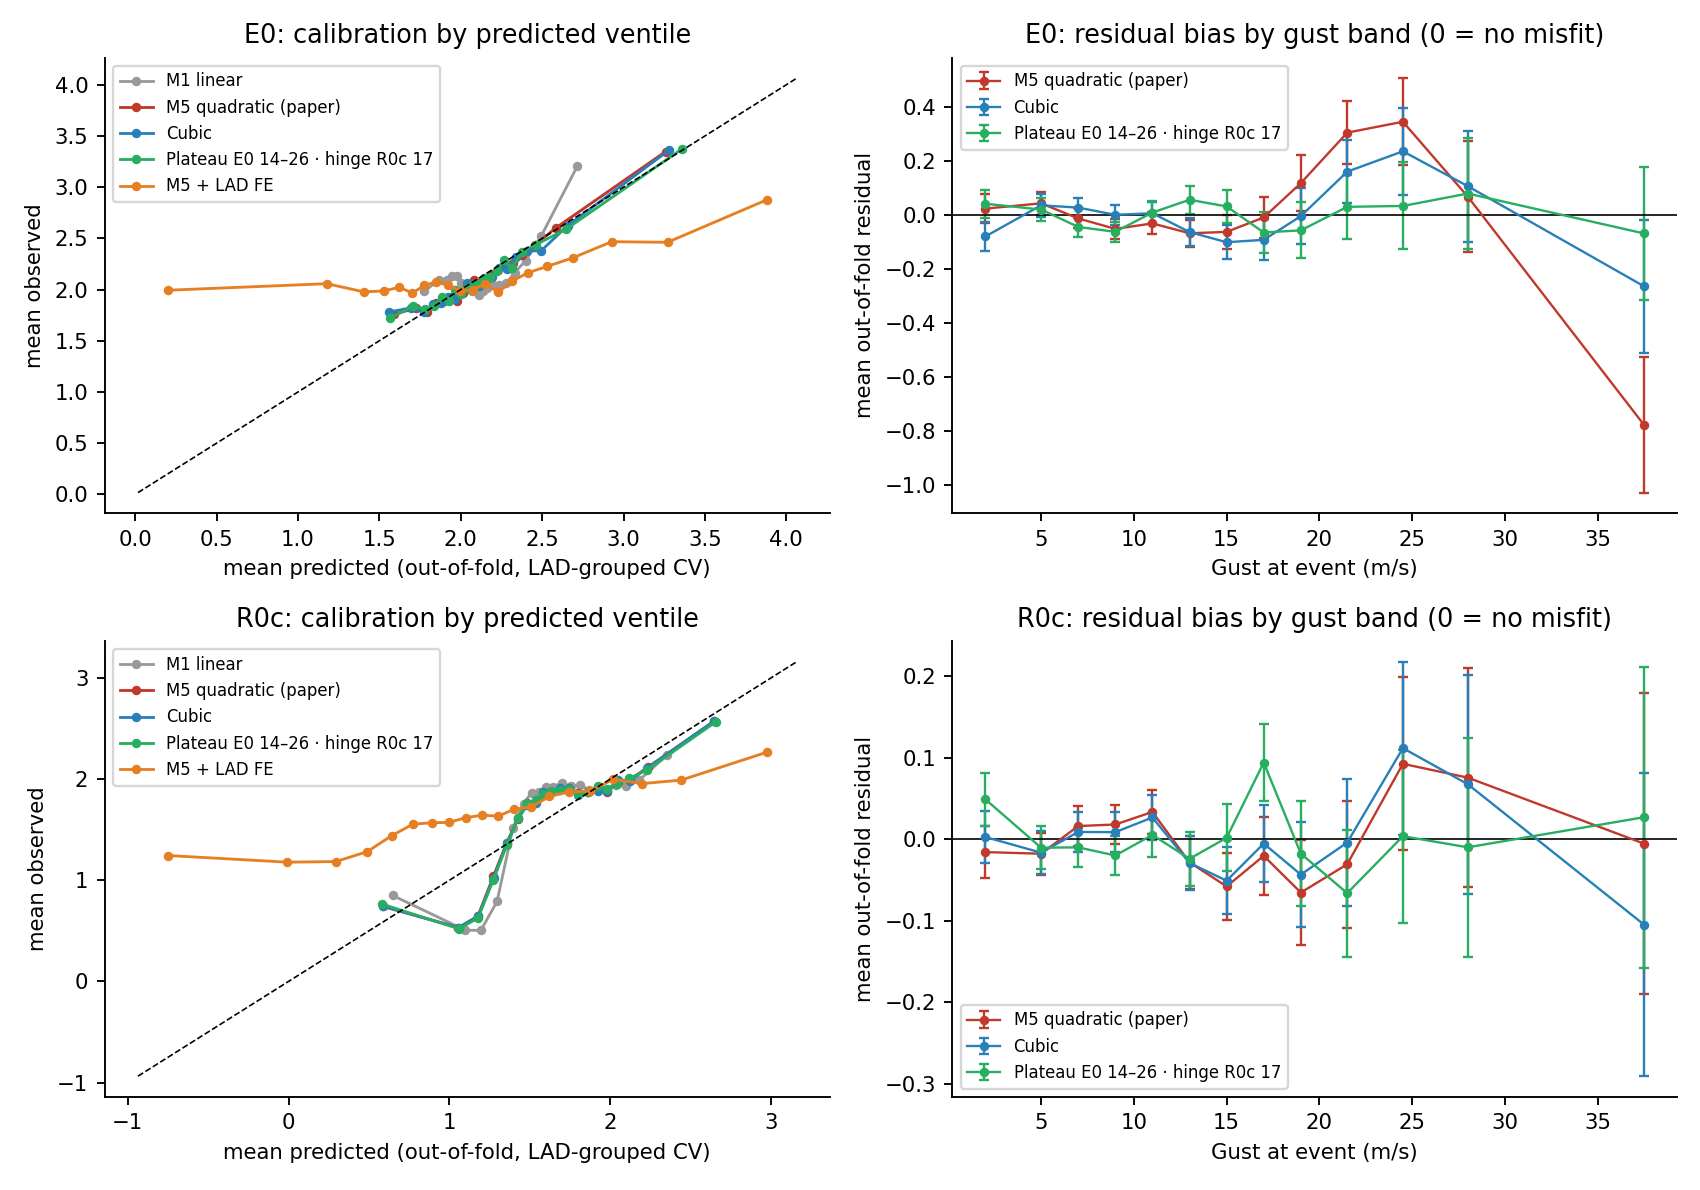 E0: calibration by predicted ventile
M1 linear
M5 quadratic (paper)
Cubic
Plateau E0 14–26 · hinge R0c 17
M5 + LAD FE
mean observed
4.0
3.5
3.0
2.5
2.0
1.5
1.0
0.5
0.0
0.0 0.5 1.0 1.5 2.0 2.5 3.0 3.5 4.0
mean predicted (out-of-fold, LAD-grouped CV)
E0: residual bias by gust band (0 = no misfit)
M5 quadratic (paper)
Cubic
Plateau E0 14–26 · hinge R0c 17
mean out-of-fold residual
0.4
0.2
0.0
−0.2
−0.4
−0.6
−0.8
−1.0
5 10 15 20 25 30 35
Gust at event (m/s)
R0c: calibration by predicted ventile
M1 linear
M5 quadratic (paper)
Cubic
Plateau E0 14–26 · hinge R0c 17
M5 + LAD FE
mean observed
3
2
1
0
−1
−1 0 1 2 3
mean predicted (out-of-fold, LAD-grouped CV)
R0c: residual bias by gust band (0 = no misfit)
mean out-of-fold residual
0.2
0.1
0.0
−0.1
−0.2
−0.3
M5 quadratic (paper)
Cubic
Plateau E0 14–26 · hinge R0c 17
5 10 15 20 25 30 35
Gust at event (m/s)